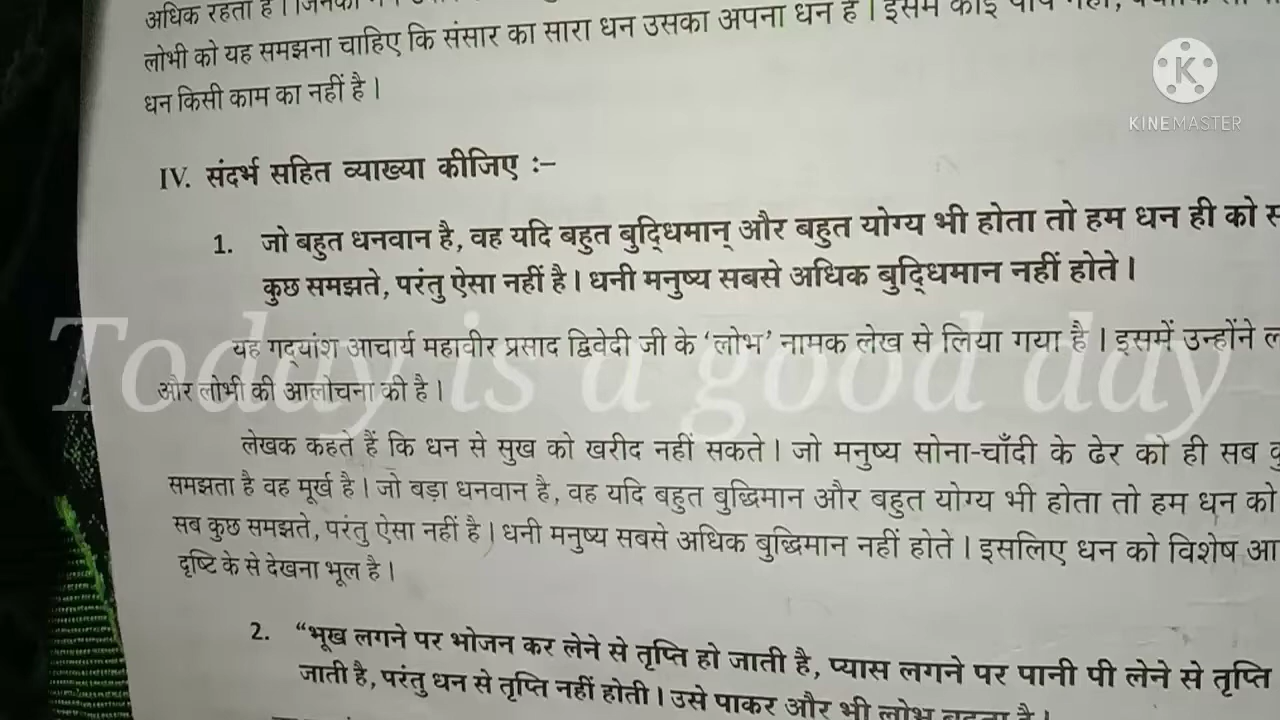 अधिक रहता है।
लोभी को यह समझना चाहिए कि संसार का सारा धन उसका अपना धन है। इसमें कोई
धन किसी काम का नहीं है।
KINEMASTER
IV. संदर्भ सहित व्याख्या कीजिए :-
1. जो बहुत धनवान है, वह यदि बहुत बुद्धिमान् और बहुत योग्य भी होता तो हम धन ही को
कुछ समझते, परंतु ऐसा नहीं है। धनी मनुष्य सबसे अधिक बुद्धिमान नहीं होते।
Today is a good day
यह गद्यांश आचार्य महावीर प्रसाद द्विवेदी जी के ‘लोभ’ नामक लेख से लिया गया है। इसमें उन्होंने
और लोभी की आलोचना की है।
लेखक कहते हैं कि धन से सुख को खरीद नहीं सकते। जो मनुष्य सोना-चाँदी के ढेर को ही सब
समझता है वह मूर्ख है। जो बड़ा धनवान है, वह यदि बहुत बुद्धिमान और बहुत योग्य भी होता तो हम धन को
सब कुछ समझते, परंतु ऐसा नहीं है। धनी मनुष्य सबसे अधिक बुद्धिमान नहीं होते। इसलिए धन को विशेष
दृष्टि के से देखना भूल है।
2. “भूख लगने पर भोजन कर लेने से तृप्ति हो जाती है, प्यास लगने पर पानी पी लेने से तृप्ति
जाती है, परंतु धन से तृप्ति नहीं होती। उसे पाकर और भी लोभ बढ़ता है।